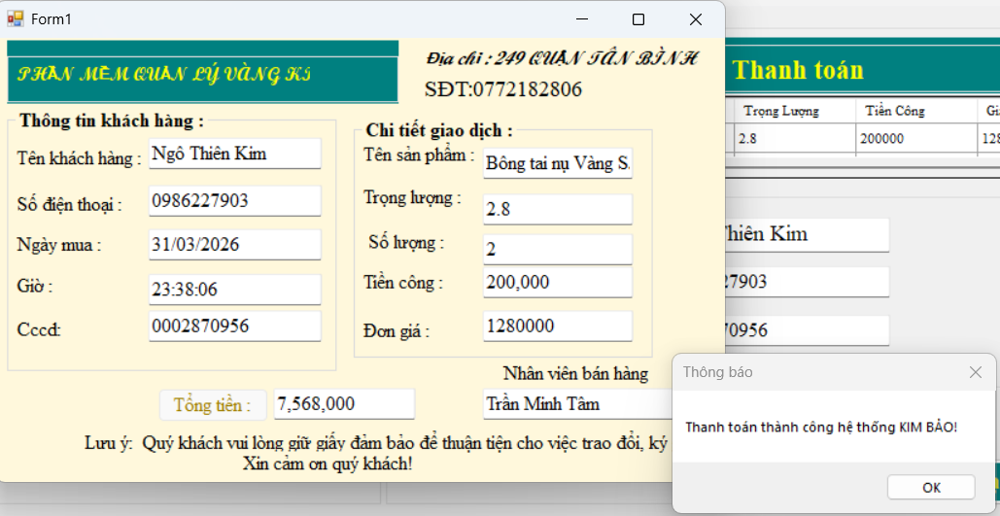 Form1
PHẦN MỀM QUẢN LÝ VÀNG KI
Địa chỉ : 249 QUẬN TÂN BÌNH
SĐT:0772182806
Thông tin khách hàng :
Tên khách hàng : Ngô Thiên Kim
Số điện thoại : 0986227903
Ngày mua : 31/03/2026
Giờ : 23:38:06
Cccd: 0002870956
Chi tiết giao dịch :
Tên sản phẩm : Bông tai nụ Vàng S.
Trọng lượng : 2.8
Số lượng : 2
Tiền công : 200,000
Đơn giá : 1280000
Tổng tiền : 7,568,000
Nhân viên bán hàng
Trần Minh Tâm
Lưu ý: Quý khách vui lòng giữ giấy đảm bảo để thuận tiện cho việc trao đổi, ký
Xin cảm ơn quý khách!
Thanh toán
Trọng Lượng Tiền Công Gi
2.8 200000 128
Thiên Kim
27903
70956
Thông báo
Thanh toán thành công hệ thống KIM BẢO!
OK